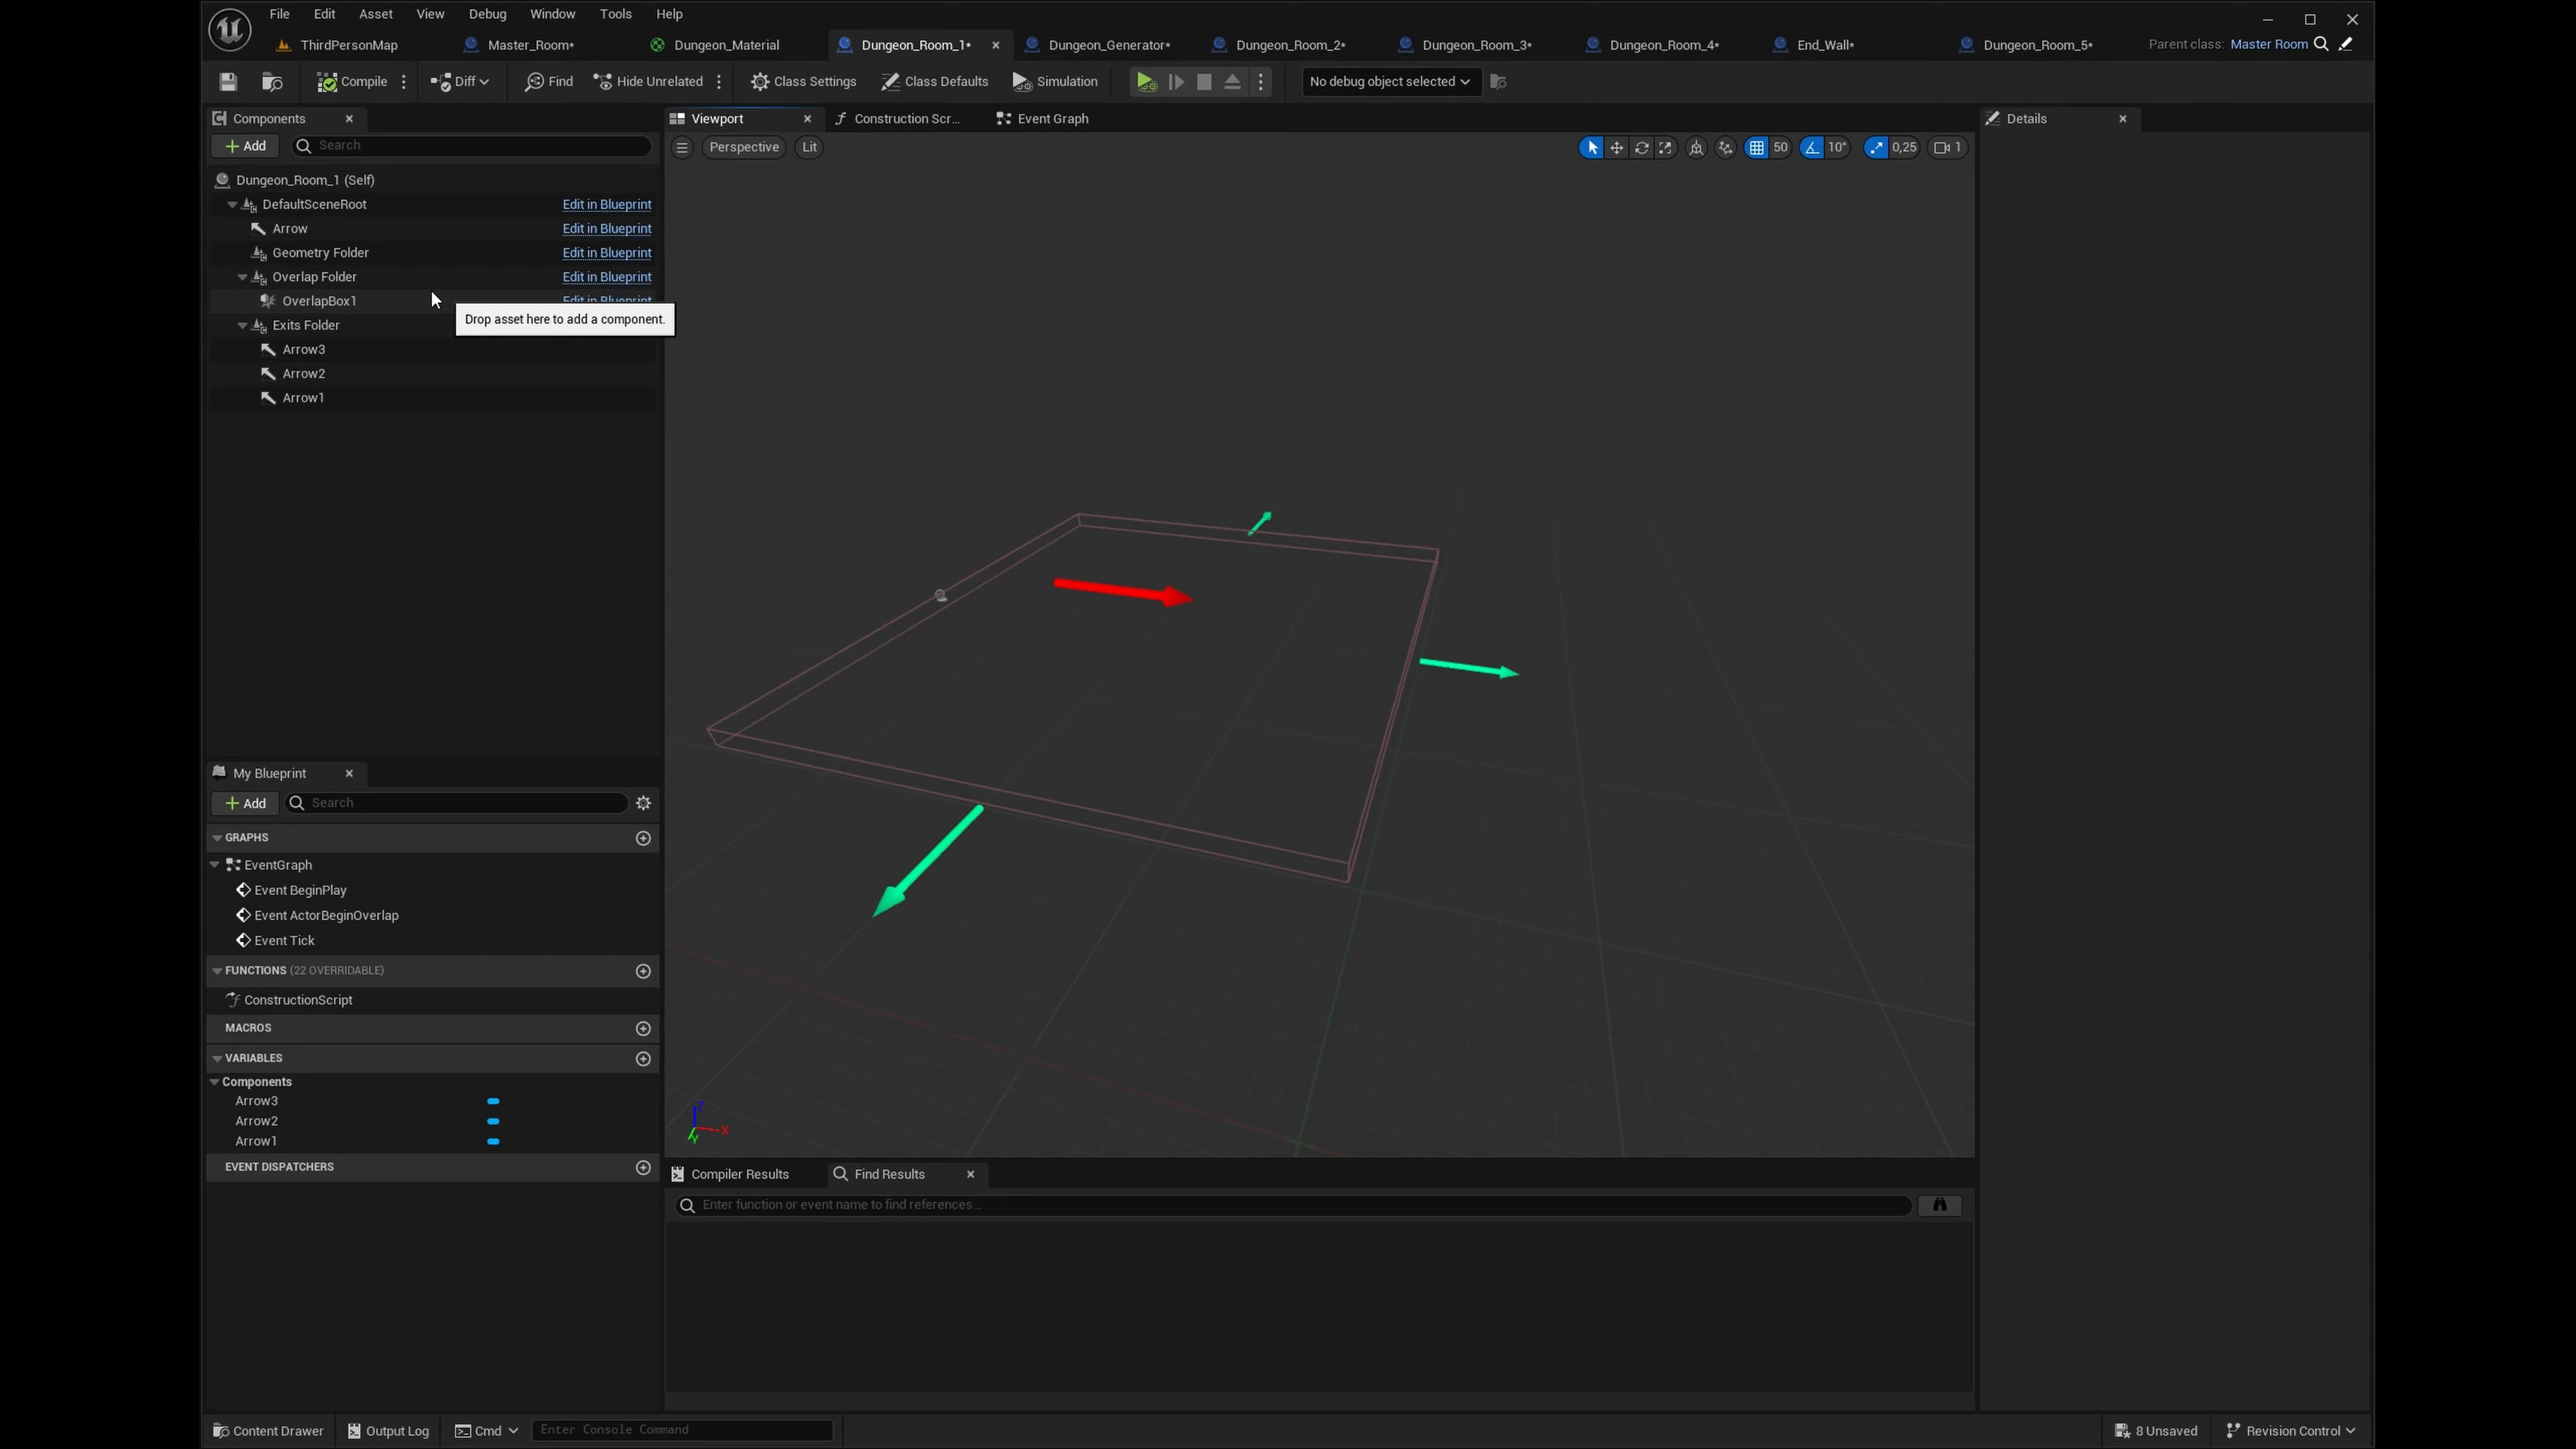 File Edit Asset View Debug Window Tools Help
ThirdPersonMap Master_Room* Dungeon_Material Dungeon_Room_1* Dungeon_Generator* Dungeon_Room_2* Dungeon_Room_3* Dungeon_Room_4* End_Wall* Dungeon_Room_5* Parent class: Master Room
Compile Diff Find Hide Unrelated Class Settings Class Defaults Simulation No debug object selected
Components Viewport Construction Scr... Event Graph Details
Add Search Perspective Lit 50 10° 0,25 1
Dungeon_Room_1 (Self)
DefaultSceneRoot Edit in Blueprint
Arrow Edit in Blueprint
Geometry Folder Edit in Blueprint
Overlap Folder Edit in Blueprint
OverlapBox1 Edit in Blueprint
Drop asset here to add a component.
Exits Folder
Arrow3
Arrow2
Arrow1
My Blueprint
Add Search
GRAPHS
EventGraph
Event BeginPlay
Event ActorBeginOverlap
Event Tick
FUNCTIONS (22 OVERRIDABLE)
ConstructionScript
MACROS
VARIABLES
Components
Arrow3
Arrow2
Arrow1
EVENT DISPATCHERS
Z
X
Y
Compiler Results Find Results
Enter function or event name to find references...
Content Drawer Output Log Cmd Enter Console Command 8 Unsaved Revision Control